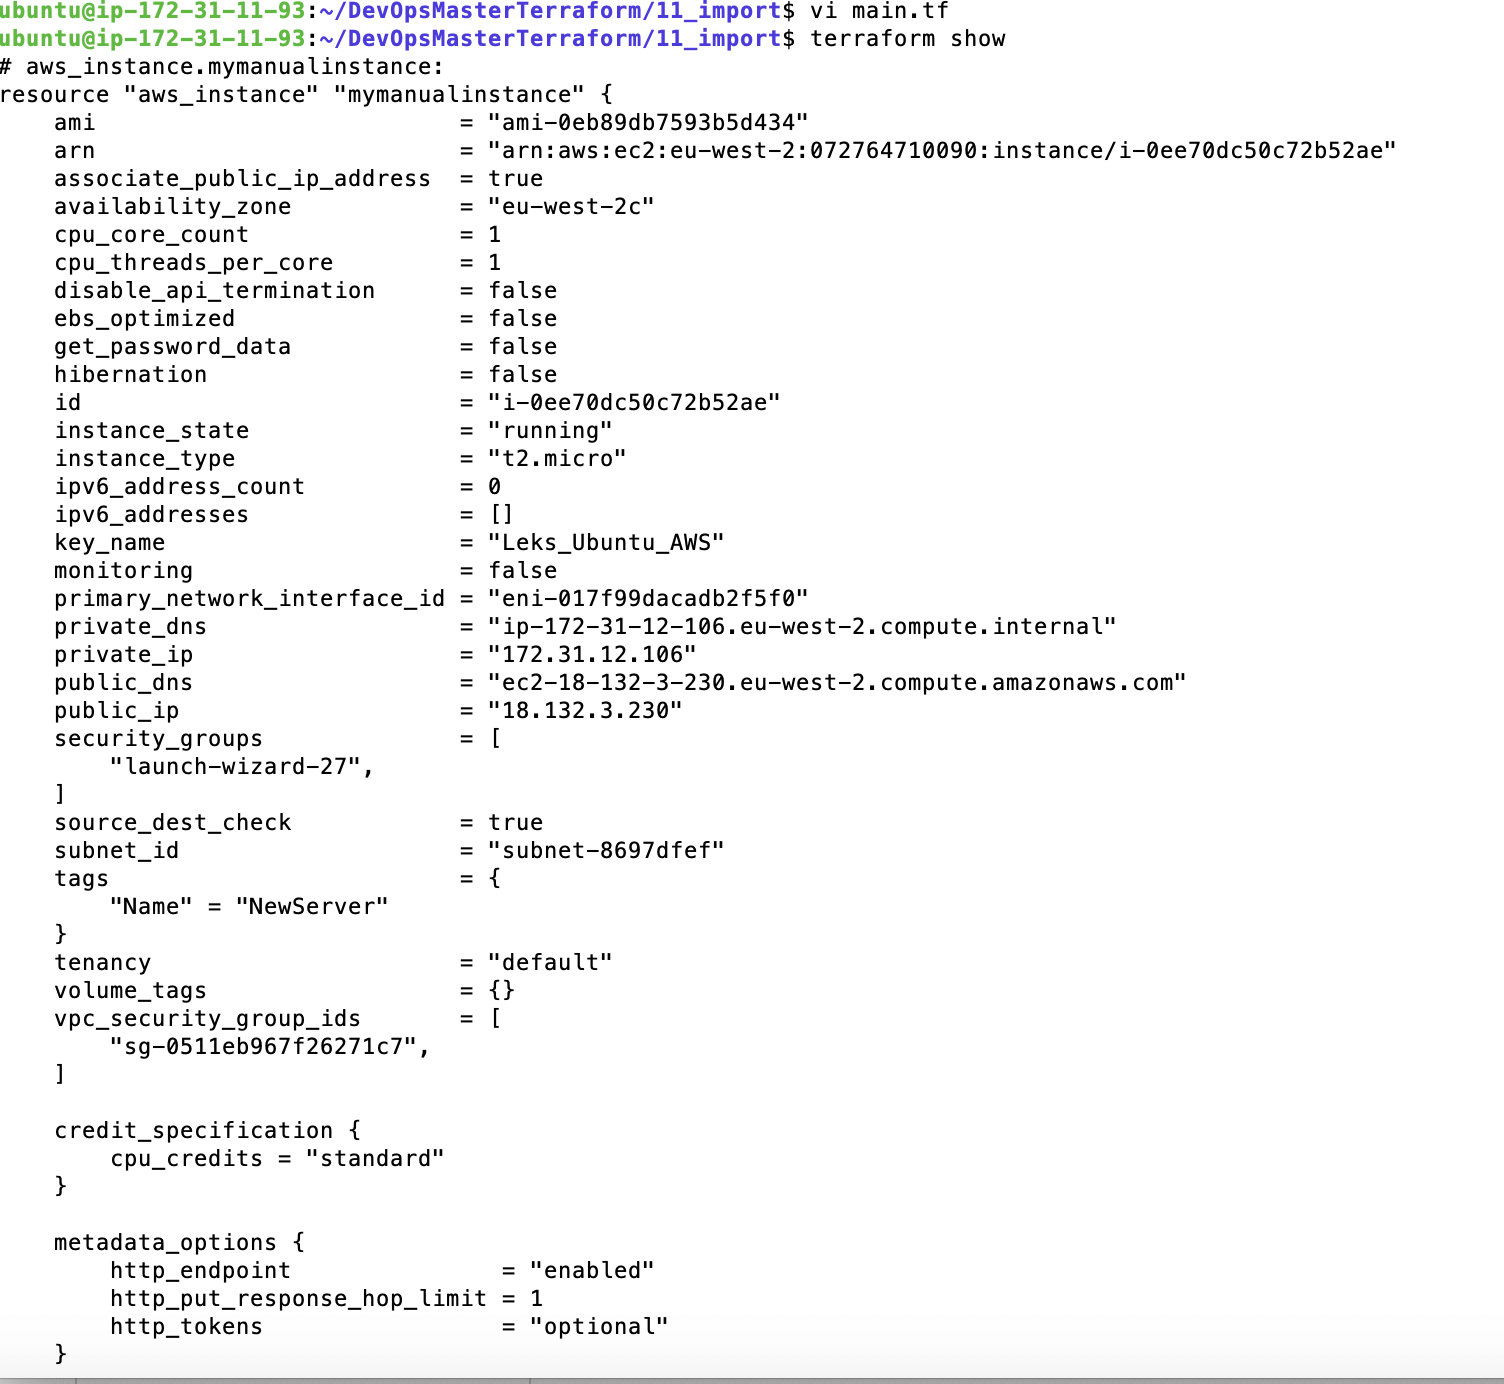 ubuntu@ip-172-31-11-93:~/DevOpsMasterTerraform/11_import$ vi main.tf
ubuntu@ip-172-31-11-93:~/DevOpsMasterTerraform/11_import$ terraform show
# aws_instance.mymanualinstance:
resource "aws_instance" "mymanualinstance" {
    ami                          = "ami-0eb89db7593b5d434"
    arn                          = "arn:aws:ec2:eu-west-2:072764710090:instance/i-0ee70dc50c72b52ae"
    associate_public_ip_address  = true
    availability_zone            = "eu-west-2c"
    cpu_core_count               = 1
    cpu_threads_per_core         = 1
    disable_api_termination      = false
    ebs_optimized                = false
    get_password_data            = false
    hibernation                  = false
    id                           = "i-0ee70dc50c72b52ae"
    instance_state               = "running"
    instance_type                = "t2.micro"
    ipv6_address_count           = 0
    ipv6_addresses               = []
    key_name                     = "Leks_Ubuntu_AWS"
    monitoring                   = false
    primary_network_interface_id = "eni-017f99dacadb2f5f0"
    private_dns                  = "ip-172-31-12-106.eu-west-2.compute.internal"
    private_ip                   = "172.31.12.106"
    public_dns                   = "ec2-18-132-3-230.eu-west-2.compute.amazonaws.com"
    public_ip                    = "18.132.3.230"
    security_groups              = [
        "launch-wizard-27",
    ]
    source_dest_check            = true
    subnet_id                    = "subnet-8697dfef"
    tags                         = {
        "Name" = "NewServer"
    }
    tenancy                      = "default"
    volume_tags                  = {}
    vpc_security_group_ids       = [
        "sg-0511eb967f26271c7",
    ]

    credit_specification {
        cpu_credits = "standard"
    }

    metadata_options {
        http_endpoint               = "enabled"
        http_put_response_hop_limit = 1
        http_tokens                 = "optional"
    }